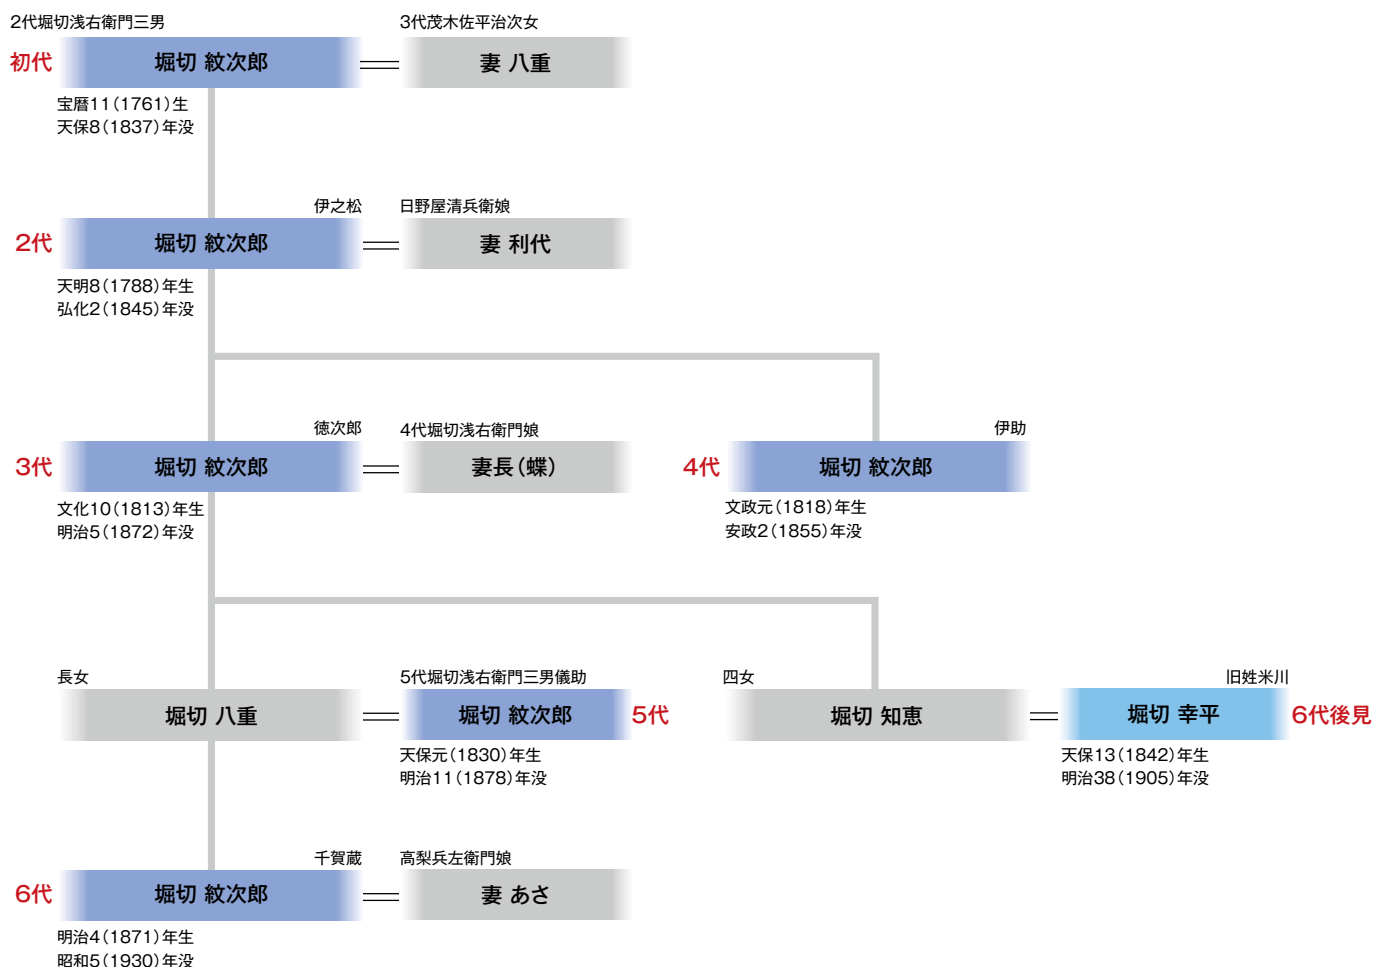 2代堀切浅右衛門三男
3代茂木佐平治次女
初代
堀切 紋次郎
妻 八重
宝暦11（1761）生
天保8（1837）年没
伊之松
日野屋清兵衛娘
2代
堀切 紋次郎
妻 利代
天明8（1788）年生
弘化2（1845）年没
徳次郎
4代堀切浅右衛門娘
伊助
3代
堀切 紋次郎
妻長（蝶）
4代
堀切 紋次郎
文化10（1813）年生
明治5（1872）年没
文政元（1818）年生
安政2（1855）年没
長女
5代堀切浅右衛門三男儀助
四女
旧姓米川
堀切 八重
堀切 紋次郎
5代
堀切 知恵
堀切 幸平
6代後見
天保元（1830）年生
明治11（1878）年没
天保13（1842）年生
明治38（1905）年没
千賀蔵
高梨兵左衛門娘
6代
堀切 紋次郎
妻 あさ
明治4（1871）年生
昭和5（1930）年没